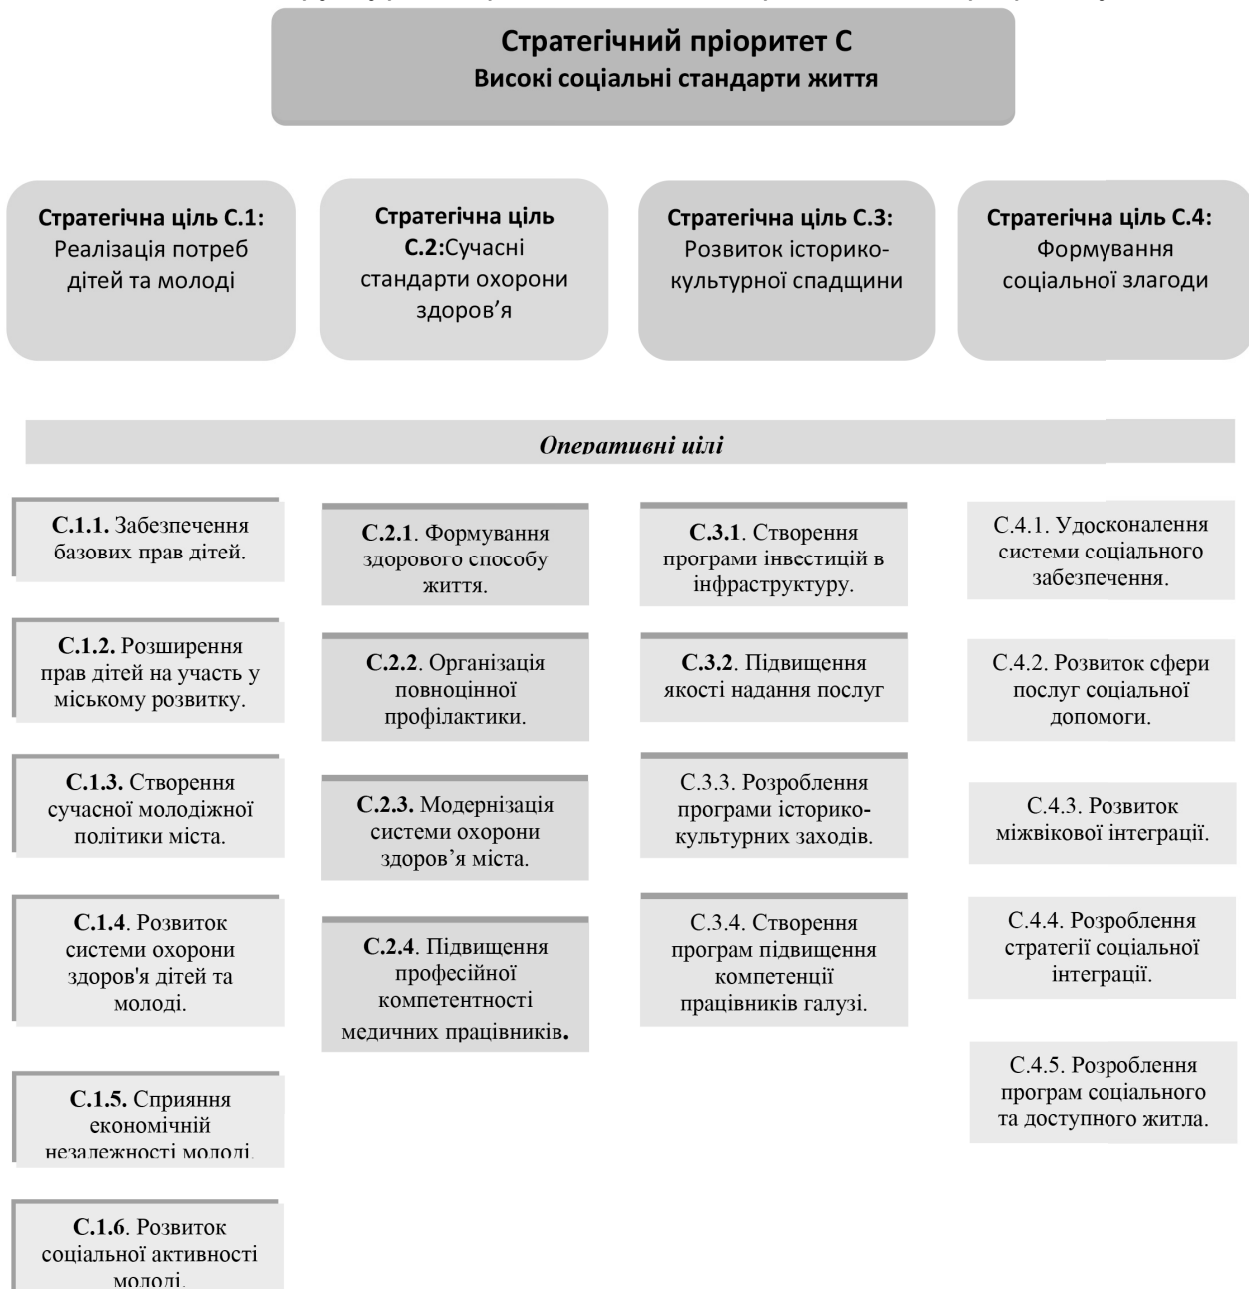 Стратегічний пріоритет С
Високі соціальні стандарти життя
Стратегічна ціль С.1:
Реалізація потреб
дітей та молоді
Стратегічна ціль
С.2:Сучасні
стандарти охорони
здоров’я
Стратегічна ціль С.3:
Розвиток історико-
культурної спадщини
Стратегічна ціль С.4:
Формування
соціальної злагоди
Оперативні цілі
С.1.1. Забезпечення
базових прав дітей.
С.1.2. Розширення
прав дітей на участь у
міському розвитку.
С.1.3. Створення
сучасної молодіжної
політики міста.
С.1.4. Розвиток
системи охорони
здоров'я дітей та
молоді.
С.1.5. Сприяння
економічній
незалежності молоді.
С.1.6. Розвиток
соціальної активності
молоді.
С.2.1. Формування
здорового способу
життя.
С.2.2. Організація
повноцінної
профілактики.
С.2.3. Модернізація
системи охорони
здоров’я міста.
С.2.4. Підвищення
професійної
компетентності
медичних працівників.
С.3.1. Створення
програми інвестицій в
інфраструктуру.
С.3.2. Підвищення
якості надання послуг
С.3.3. Розроблення
програми історико-
культурних заходів.
С.3.4. Створення
програм підвищення
компетенції
працівників галузі.
С.4.1. Удосконалення
системи соціального
забезпечення.
С.4.2. Розвиток сфери
послуг соціальної
допомоги.
С.4.3. Розвиток
міжвікової інтеграції.
С.4.4. Розроблення
стратегії соціальної
інтеграції.
С.4.5. Розроблення
програм соціального
та доступного житла.